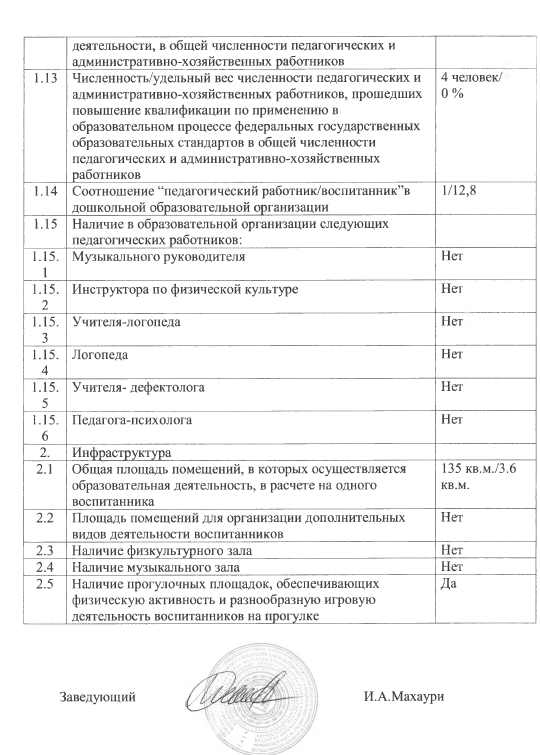 деятельности, в общей численности педагогических и
административно-хозяйственных работников
1.13 Численность/удельный вес численности педагогических и 4 человек/
административно-хозяйственных работников, прошедших 0 %
повышение квалификации по применению в
образовательном процессе федеральных государственных
образовательных стандартов в общей численности
педагогических и административно-хозяйственных
работников
1.14 Соотношение “педагогический работник/воспитанник”в 1/12,8
дошкольной образовательной организации
1.15 Наличие в образовательной организации следующих
педагогических работников:
1.15. Музыкального руководителя Нет
1
1.15. Инструктора по физической культуре Нет
2
1.15. Учителя-логопеда Нет
3
1.15. Логопеда Нет
4
1.15. Учителя- дефектолога Нет
5
1.15. Педагога-психолога Нет
6
2. Инфраструктура
2.1 Общая площадь помещений, в которых осуществляется 135 кв.м./3.6
образовательная деятельность, в расчете на одного кв.м.
воспитанника
2.2 Площадь помещений для организации дополнительных Нет
видов деятельности воспитанников
2.3 Наличие физкультурного зала Нет
2.4 Наличие музыкального зала Нет
2.5 Наличие прогулочных площадок, обеспечивающих Да
физическую активность и разнообразную игровую
деятельность воспитанников на прогулке
Заведующий И.А.Махаури